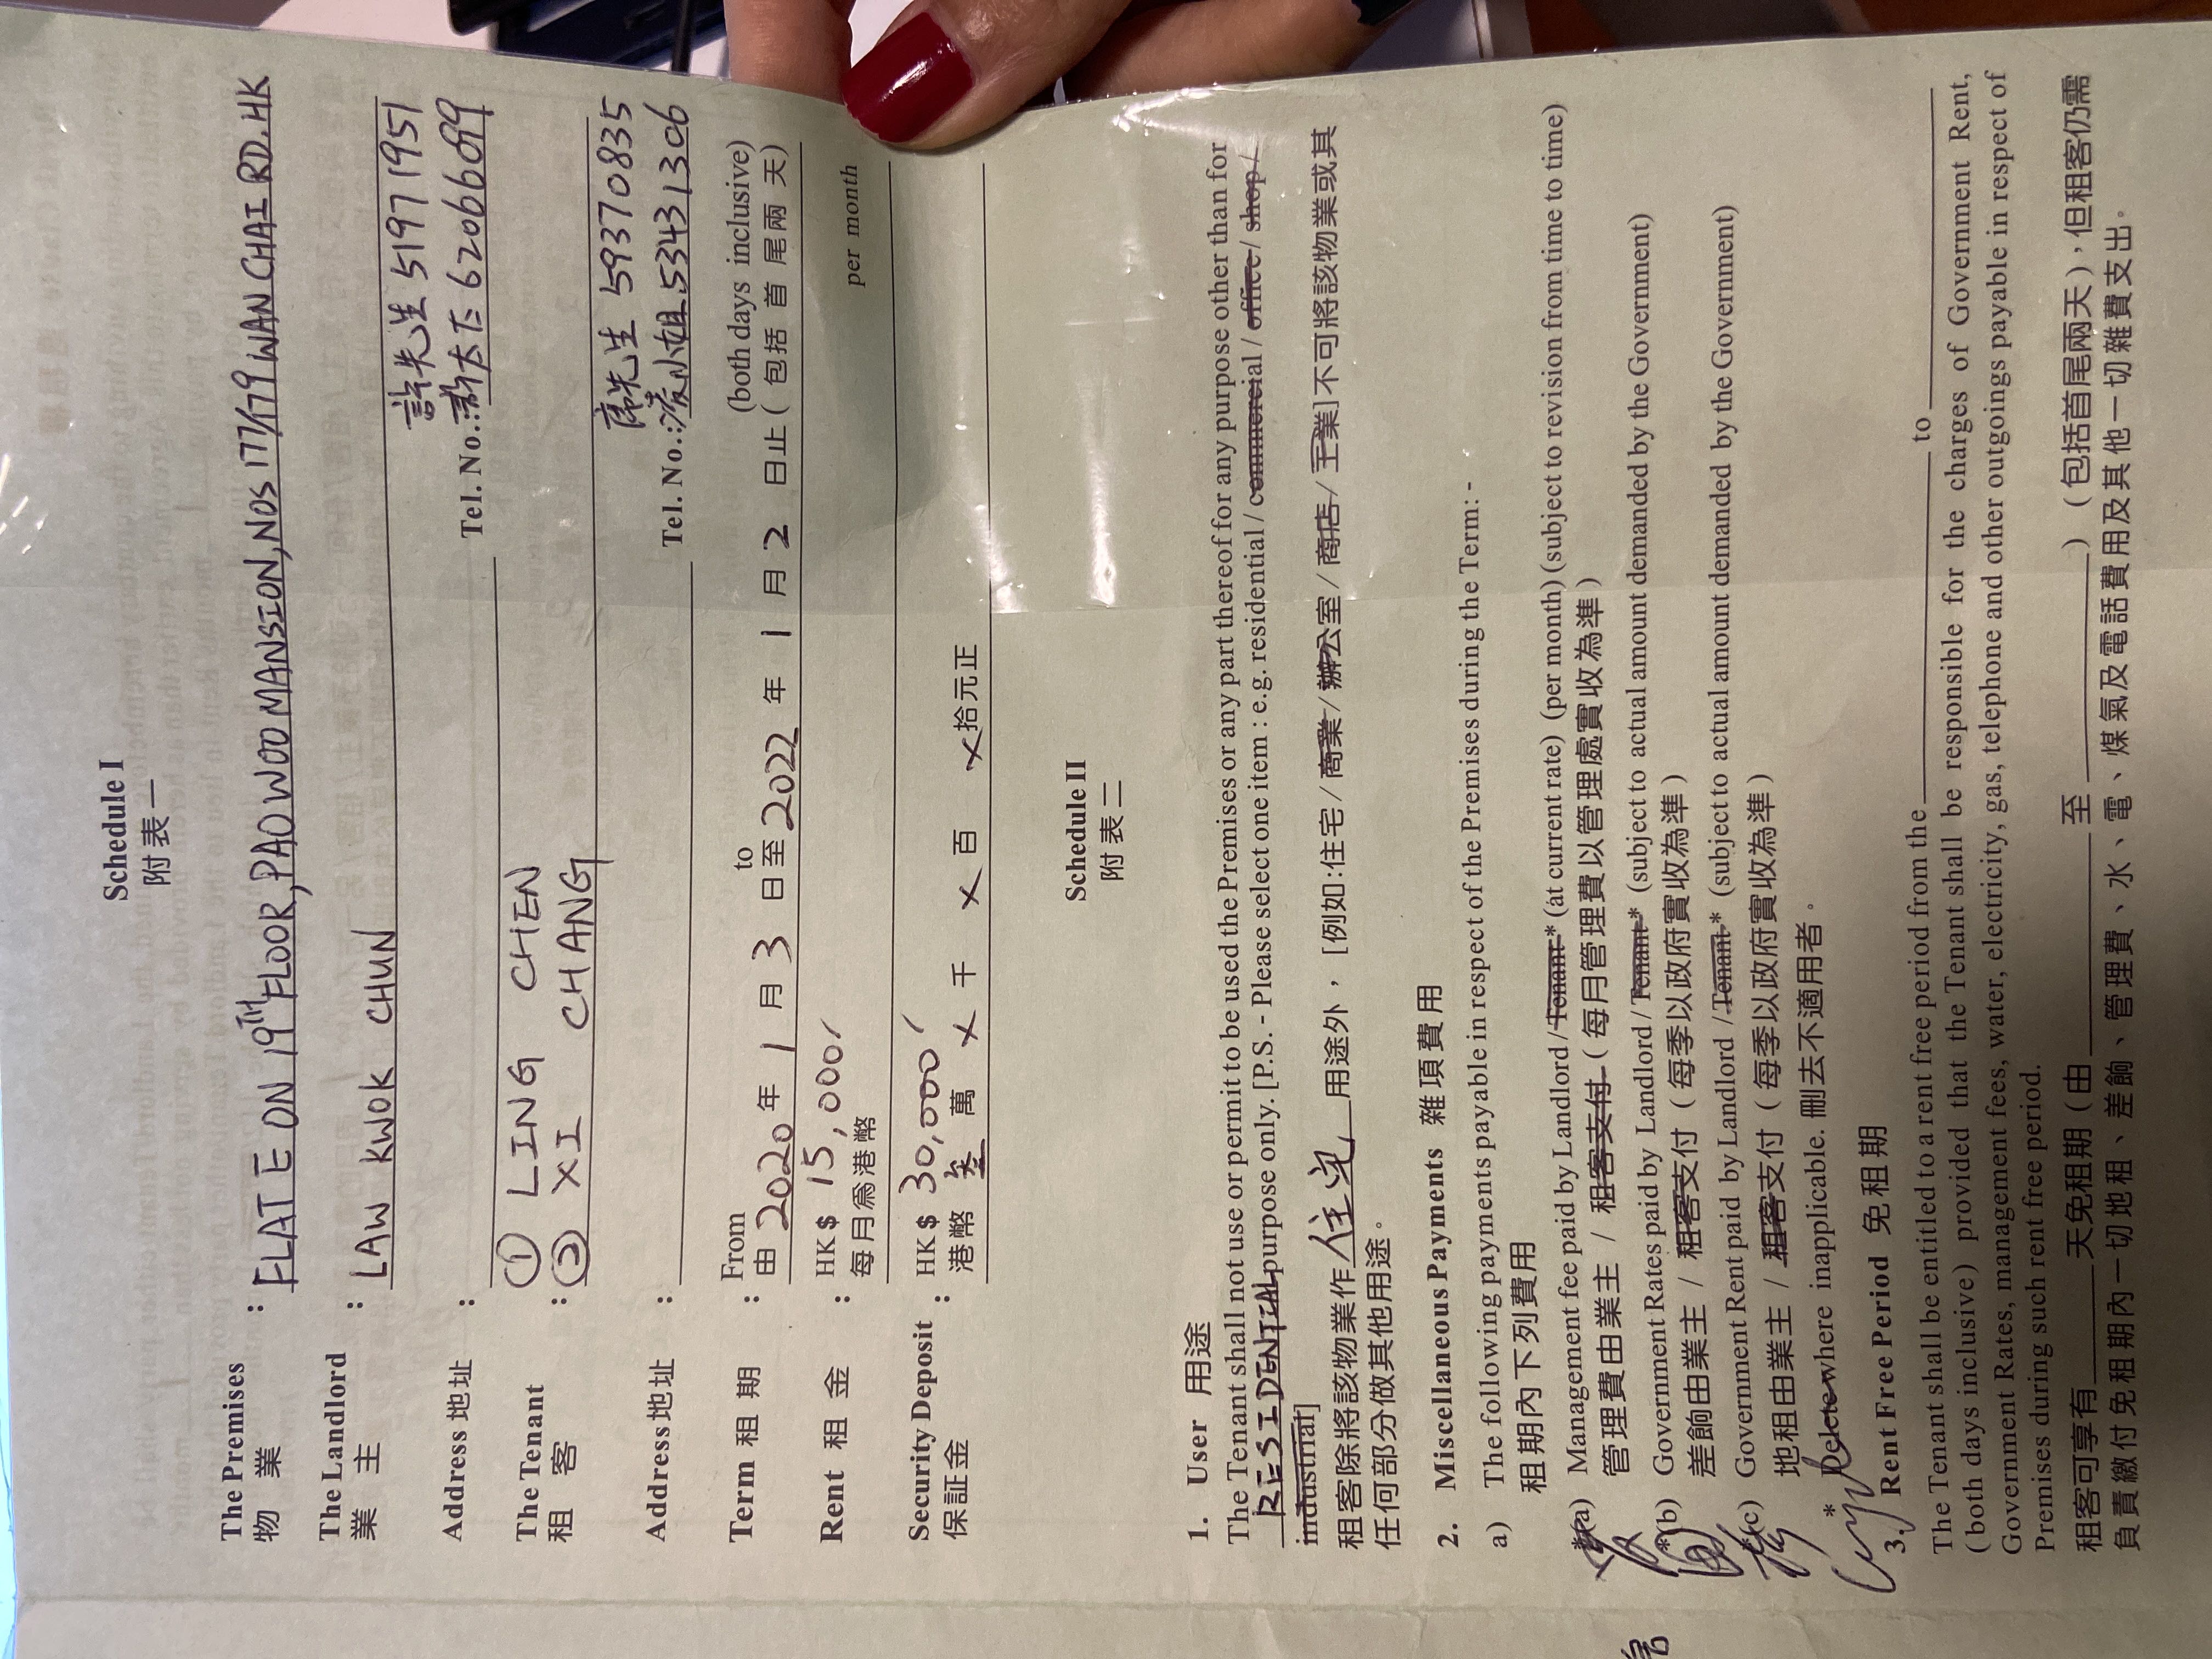 Schedule I
附表一
The Premises : FLAT E ON 19TH FLOOR, PAO WOO MANSION, NOS 177/179 WAN CHAI RD. HK
物業
The Landlord : LAW KWOK CHUN
業主
許先生 5197 1951
Address 地址 : Tel. No.: 太太 62066099
The Tenant : ① LING CHEN
租客 ② XI CHANG
先生 59370835
Address 地址 : Tel. No.: 凌小姐 53431306
Term 租期 : From to (both days inclusive)
由 2020 年 1 月 3 日至 2022 年 1 月 2 日止 (包括首尾兩天)
Rent 租金 : HK$ 15,000/ per month
每月為港幣
Security Deposit : HK$ 30,000/
保証金 港幣 叁 萬 × 千 × 百 × 拾元正
Schedule II
附表二
1. User 用途
The Tenant shall not use or permit to be used the Premises or any part thereof for any purpose other than for
RESIDENTIAL purpose only. [P.S. - Please select one item : e.g. residential / commercial / office / shop /
industrial]
租客除將該物業作 住宅 用途外， [例如:住宅/商業/辦公室/商店/工業]不可將該物業或其
任何部分做其他用途。
2. Miscellaneous Payments 雜項費用
a) The following payments payable in respect of the Premises during the Term: -
租期內下列費用
*(a) Management fee paid by Landlord / Tenant * (at current rate) (per month) (subject to revision from time to time)
管理費由業主 / 租客支付 (每月管理費以管理處實收為準)
*(b) Government Rates paid by Landlord / Tenant * (subject to actual amount demanded by the Government)
差餉由業主 / 租客支付 (每季以政府實收為準)
*(c) Government Rent paid by Landlord / Tenant * (subject to actual amount demanded by the Government)
地租由業主 / 租客支付 (每季以政府實收為準)
* Delete where inapplicable. 刪去不適用者。
3. Rent Free Period 免租期
The Tenant shall be entitled to a rent free period from the to
(both days inclusive) provided that the Tenant shall be responsible for the charges of Government Rent,
Government Rates, management fees, water, electricity, gas, telephone and other outgoings payable in respect of
Premises during such rent free period.
租客可享有 天免租期 (由 至 ) (包括首尾兩天)，但租客仍需
負責繳付免租期內一切地租、差餉、管理費、水、電、煤氣及電話費用及其他一切雜費支出。